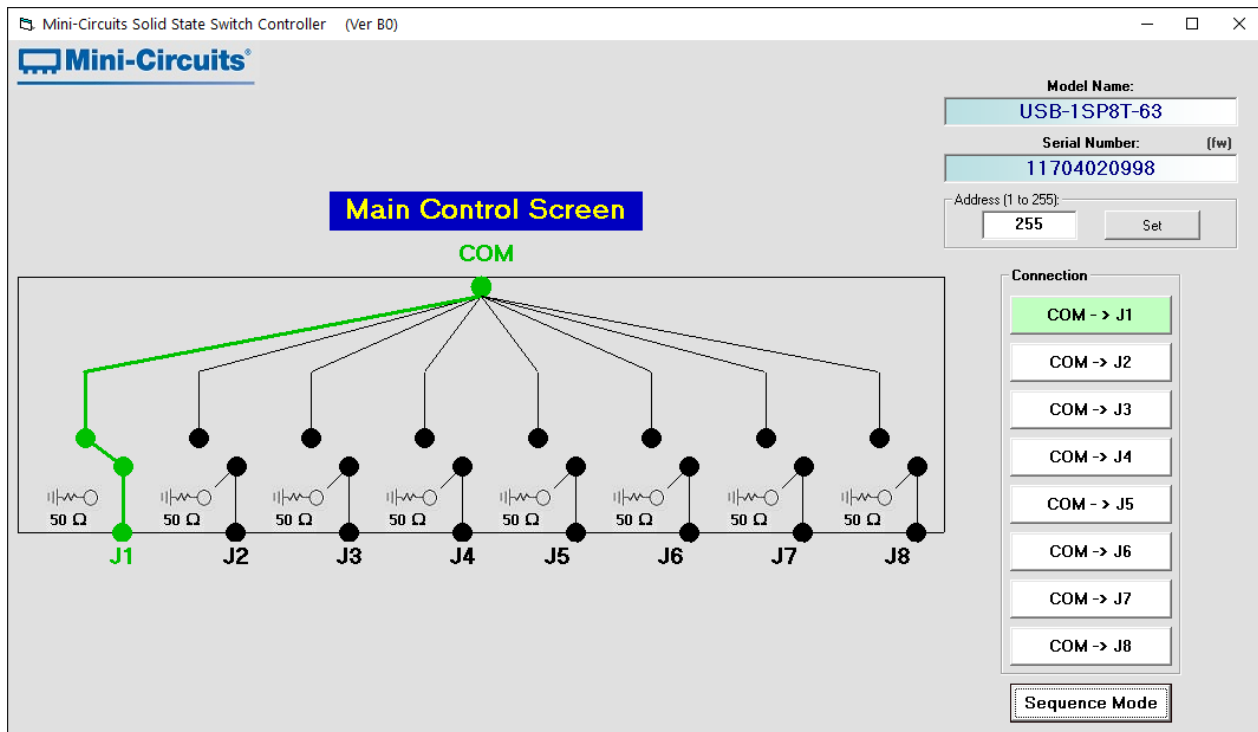 Mini-Circuits Solid State Switch Controller (Ver B0)
Mini-Circuits®
Model Name:
USB-1SP8T-63
Serial Number: (fw)
11704020998
Address (1 to 255):
255 Set
Main Control Screen
COM
Connection
COM -> J1
COM -> J2
COM -> J3
COM -> J4
COM -> J5
COM -> J6
COM -> J7
COM -> J8
50 Ω 50 Ω 50 Ω 50 Ω 50 Ω 50 Ω 50 Ω 50 Ω
J1 J2 J3 J4 J5 J6 J7 J8
Sequence Mode